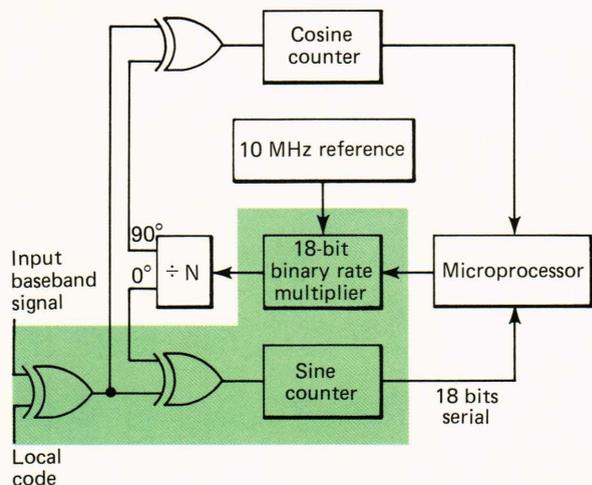 Cosine
counter
10 MHz reference
90°
0°
÷ N
18-bit
binary rate
multiplier
Microprocessor
Input
baseband
signal
Sine
counter
18 bits
serial
Local
code